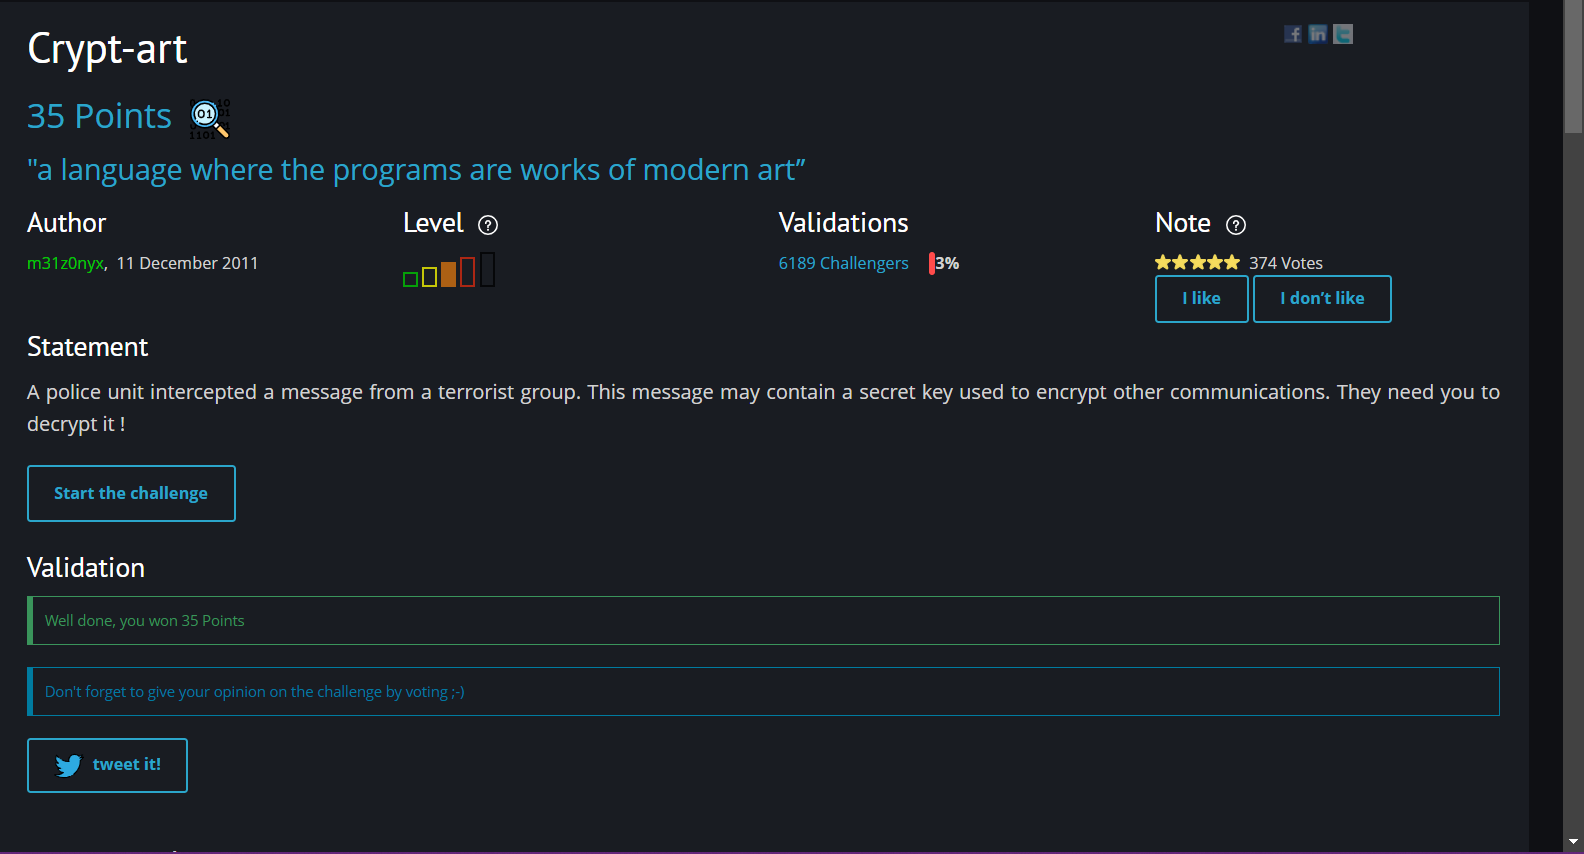 Crypt-art
35 Points
"a language where the programs are works of modern art”
Author
Level ?
Validations
Note ?
m31z0nyx, 11 December 2011
6189 Challengers 3%
374 Votes
I like
I don’t like
Statement
A police unit intercepted a message from a terrorist group. This message may contain a secret key used to encrypt other communications. They need you to
decrypt it !
Start the challenge
Validation
Well done, you won 35 Points
Don't forget to give your opinion on the challenge by voting ;-)
tweet it!